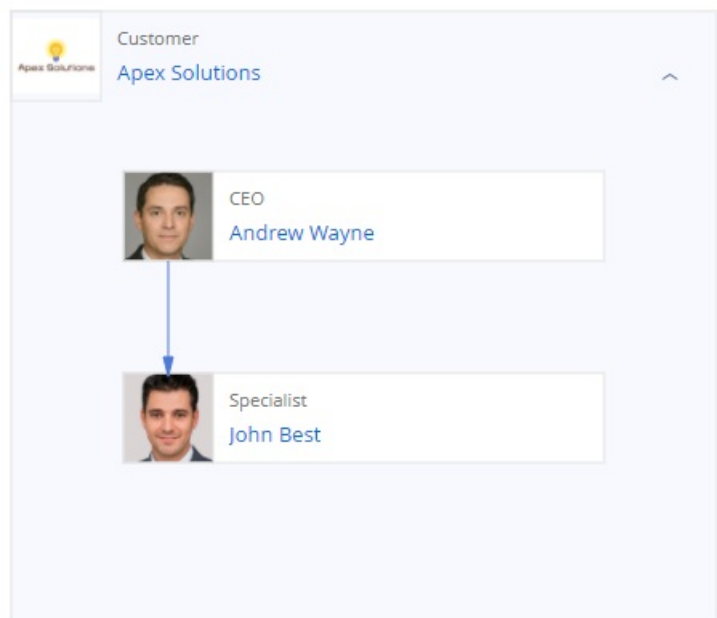 Apex Solutions
Customer
Apex Solutions
CEO
Andrew Wayne
Specialist
John Best